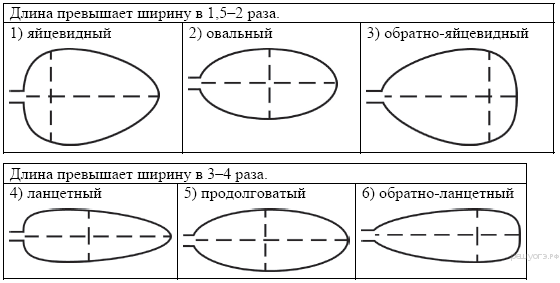 Длина превышает ширину в 1,5–2 раза.
1) яйцевидный 2) овальный 3) обратно-яйцевидный
Длина превышает ширину в 3–4 раза.
4) ланцетный 5) продолговатый 6) обратно-ланцетный